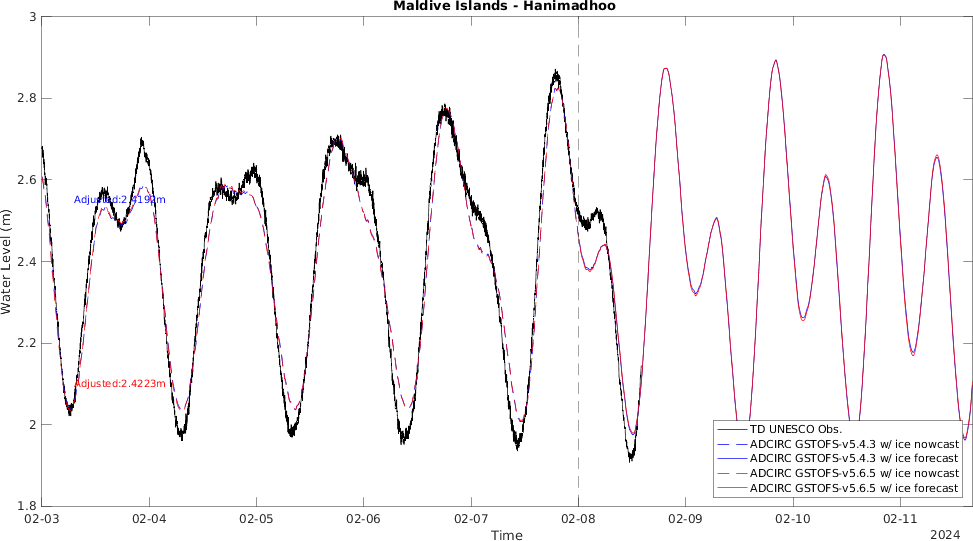 Maldive Islands - Hanimadhoo
3
2.8
2.6
2.4
2.2
2
1.8
Water Level (m)
Adjusted:2.4192m
Adjusted:2.4223m
TD UNESCO Obs.
ADCIRC GSTOFS-v5.4.3 w/ ice nowcast
ADCIRC GSTOFS-v5.4.3 w/ ice forecast
ADCIRC GSTOFS-v5.6.5 w/ ice nowcast
ADCIRC GSTOFS-v5.6.5 w/ ice forecast
02-03 02-04 02-05 02-06 02-07 02-08 02-09 02-10 02-11
Time
2024